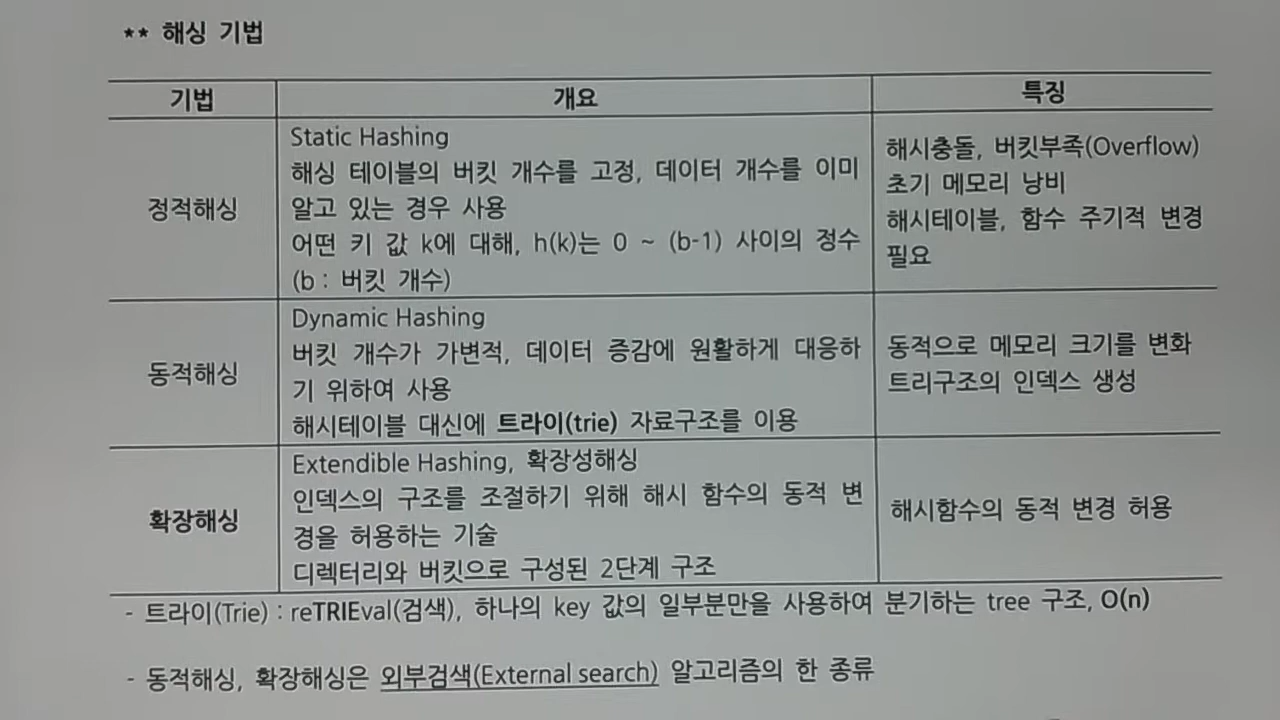 ** 해싱 기법
기법 개요 특징
정적해싱
Static Hashing
해싱 테이블의 버킷 개수를 고정, 데이터 개수를 이미
알고 있는 경우 사용
어떤 키 값 k에 대해, h(k)는 0 ~ (b-1) 사이의 정수
(b : 버킷 개수)
해시충돌, 버킷부족(Overflow)
초기 메모리 낭비
해시테이블, 함수 주기적 변경
필요
동적해싱
Dynamic Hashing
버킷 개수가 가변적, 데이터 증감에 원활하게 대응하
기 위하여 사용
해시테이블 대신에 트라이(trie) 자료구조를 이용
동적으로 메모리 크기를 변화
트리구조의 인덱스 생성
확장해싱
Extendible Hashing, 확장성해싱
인덱스의 구조를 조절하기 위해 해시 함수의 동적 변
경을 허용하는 기술
디렉터리와 버킷으로 구성된 2단계 구조
해시함수의 동적 변경 허용
- 트라이(Trie) : reTRIEval(검색), 하나의 key 값의 일부분만을 사용하여 분기하는 tree 구조, O(n)
- 동적해싱, 확장해싱은 외부검색(External search) 알고리즘의 한 종류